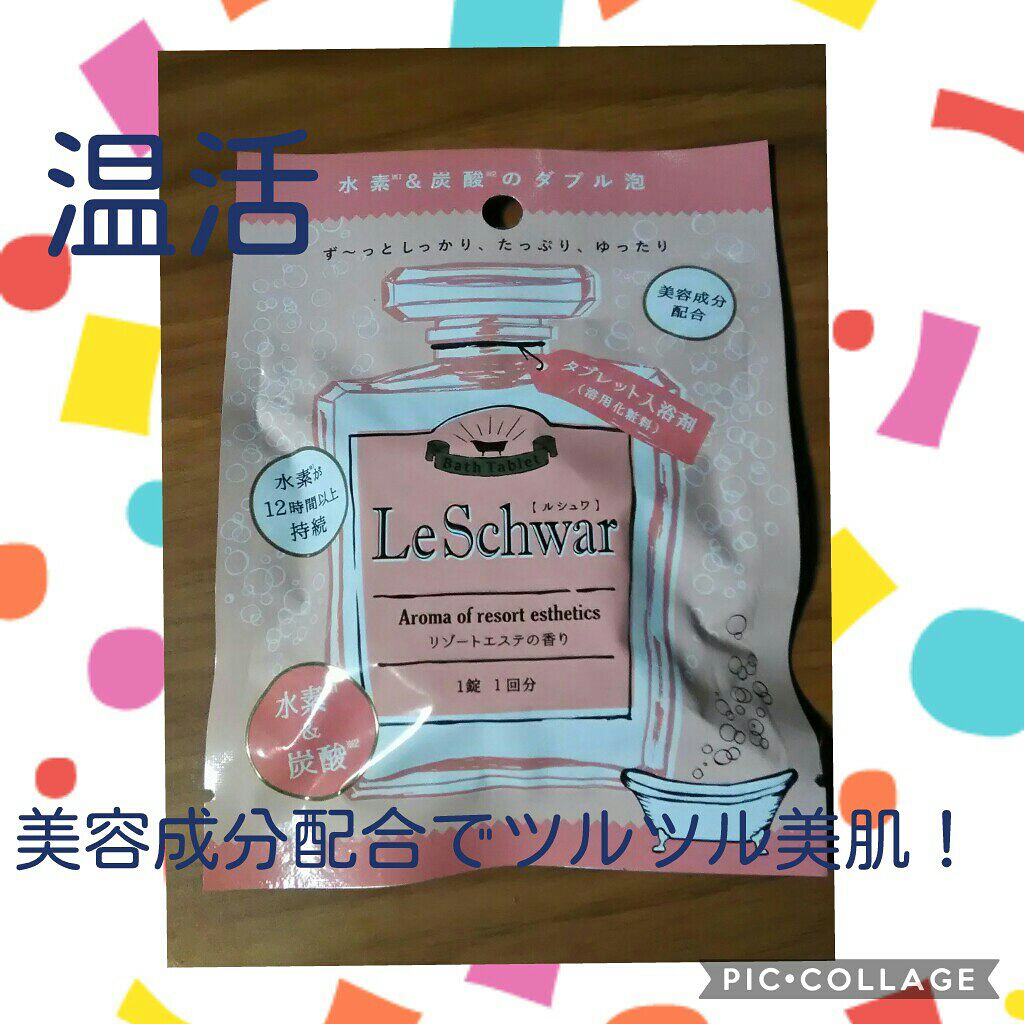 温活
水素※1&炭酸※2のダブル泡
ず〜っとしっかり、たっぷり、ゆったり
美容成分
配合
タブレット入浴剤
(浴用化粧料)
Bath Tablet
水素※1が
12時間以上
持続
【ルシュワ】
LeSchwar
Aroma of resort esthetics
リゾートエステの香り
1錠 1回分
水素※1
&
炭酸※2
美容成分配合でツルツル美肌！
PIC•COLLAGE